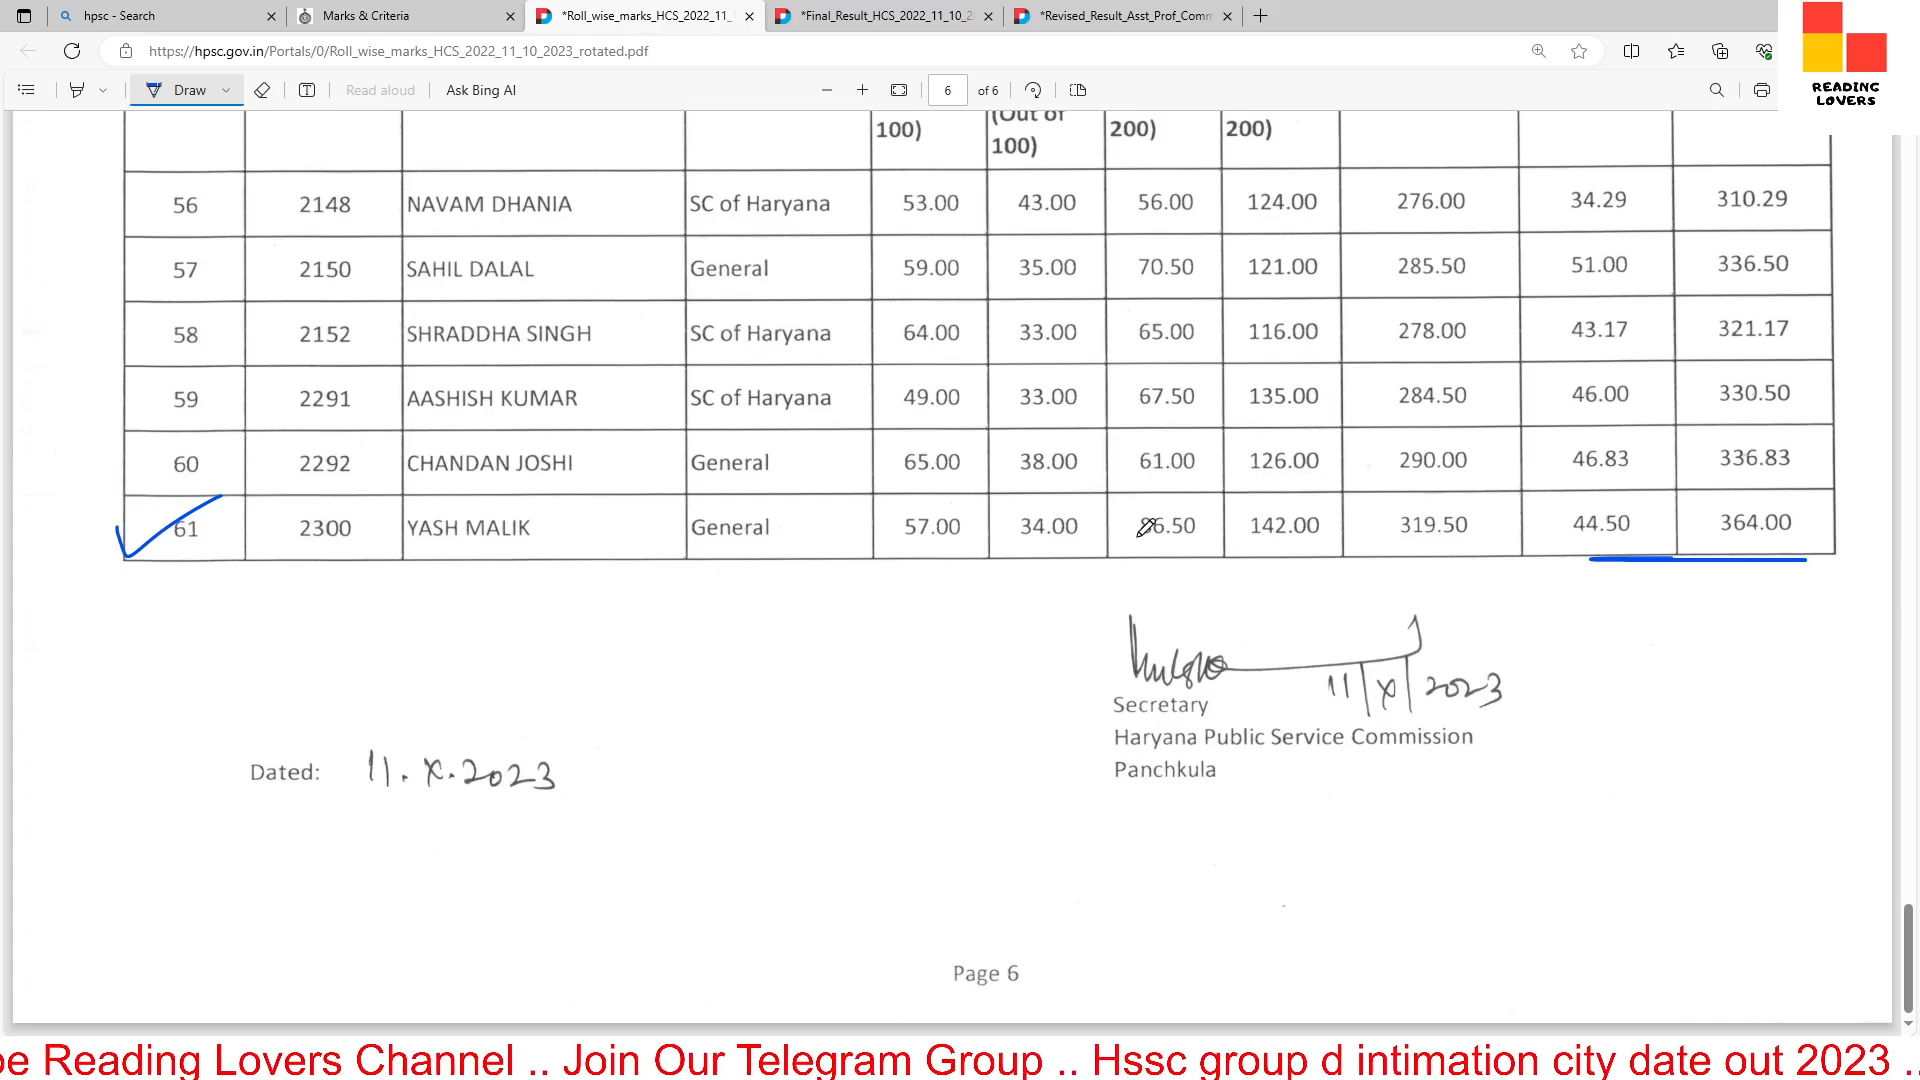 hpsc - Search
Marks & Criteria
*Roll_wise_marks_HCS_2022_11_
*Final_Result_HCS_2022_11_10_2
*Revised_Result_Asst_Prof_Comm
https://hpsc.gov.in/Portals/0/Roll_wise_marks_HCS_2022_11_10_2023_rotated.pdf
Draw
Read aloud
Ask Bing AI
6 of 6
READING
LOVERS
100) (Out of 100) 200) 200)
56 2148 NAVAM DHANIA SC of Haryana 53.00 43.00 56.00 124.00 276.00 34.29 310.29
57 2150 SAHIL DALAL General 59.00 35.00 70.50 121.00 285.50 51.00 336.50
58 2152 SHRADDHA SINGH SC of Haryana 64.00 33.00 65.00 116.00 278.00 43.17 321.17
59 2291 AASHISH KUMAR SC of Haryana 49.00 33.00 67.50 135.00 284.50 46.00 330.50
60 2292 CHANDAN JOSHI General 65.00 38.00 61.00 126.00 290.00 46.83 336.83
61 2300 YASH MALIK General 57.00 34.00 86.50 142.00 319.50 44.50 364.00
11/X/2023
Secretary
Haryana Public Service Commission
Panchkula
Dated: 11.X.2023
Page 6
be Reading Lovers Channel .. Join Our Telegram Group .. Hssc group d intimation city date out 2023 ..